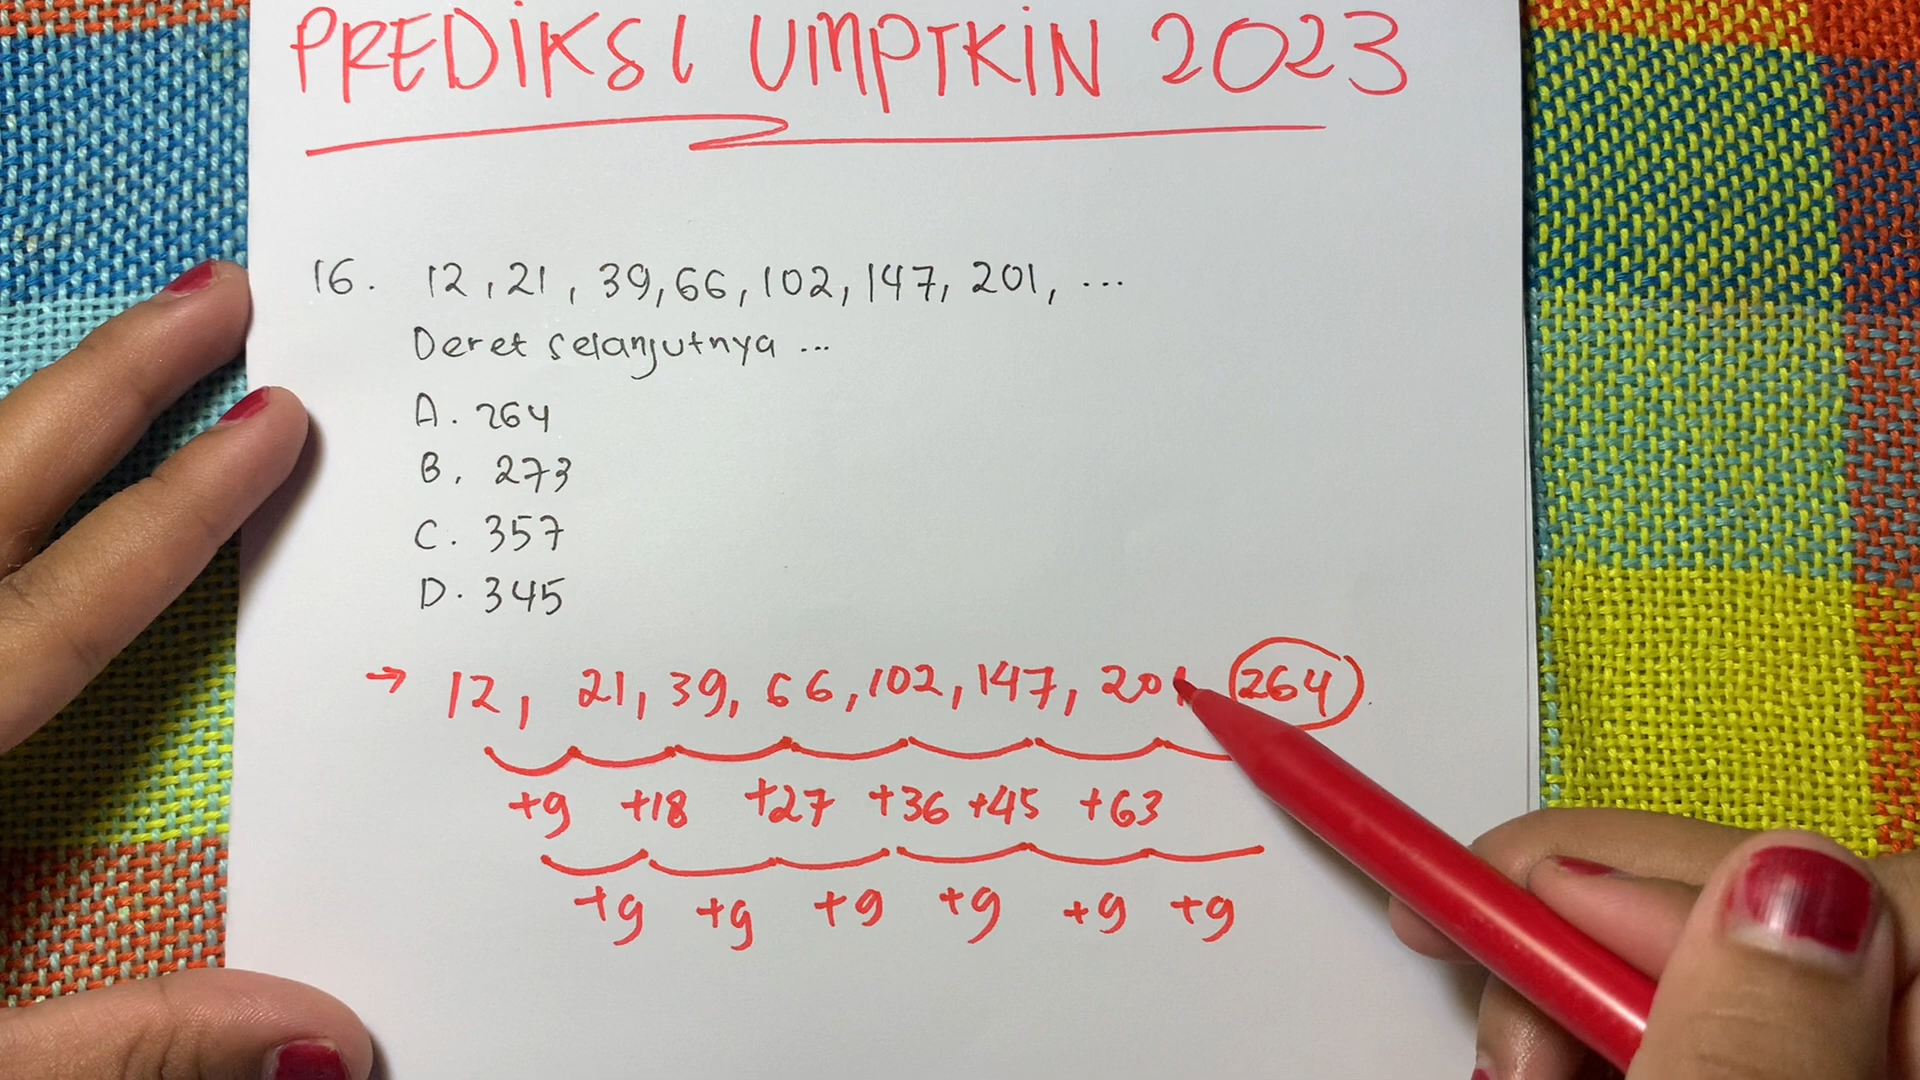 PREDIKSI UMPTKIN 2023
16. 12, 21, 39, 66, 102, 147, 201, ...
Deret selanjutnya ...
A. 264
B. 273
C. 357
D. 345
→ 12, 21, 39, 66, 102, 147, 201 264
+9 +18 +27 +36 +45 +63
+9 +9 +9 +9 +9 +9